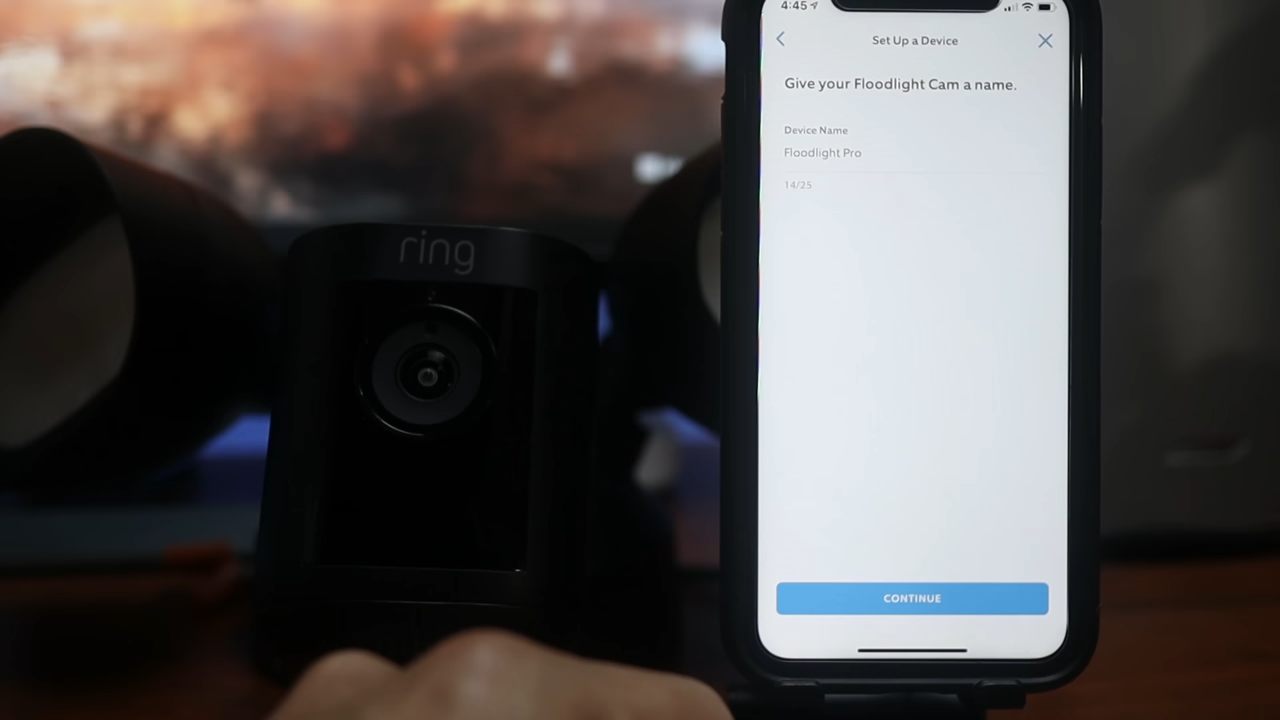 ring
4:45
Set Up a Device
Give your Floodlight Cam a name.
Device Name
Floodlight Pro
14/25
CONTINUE